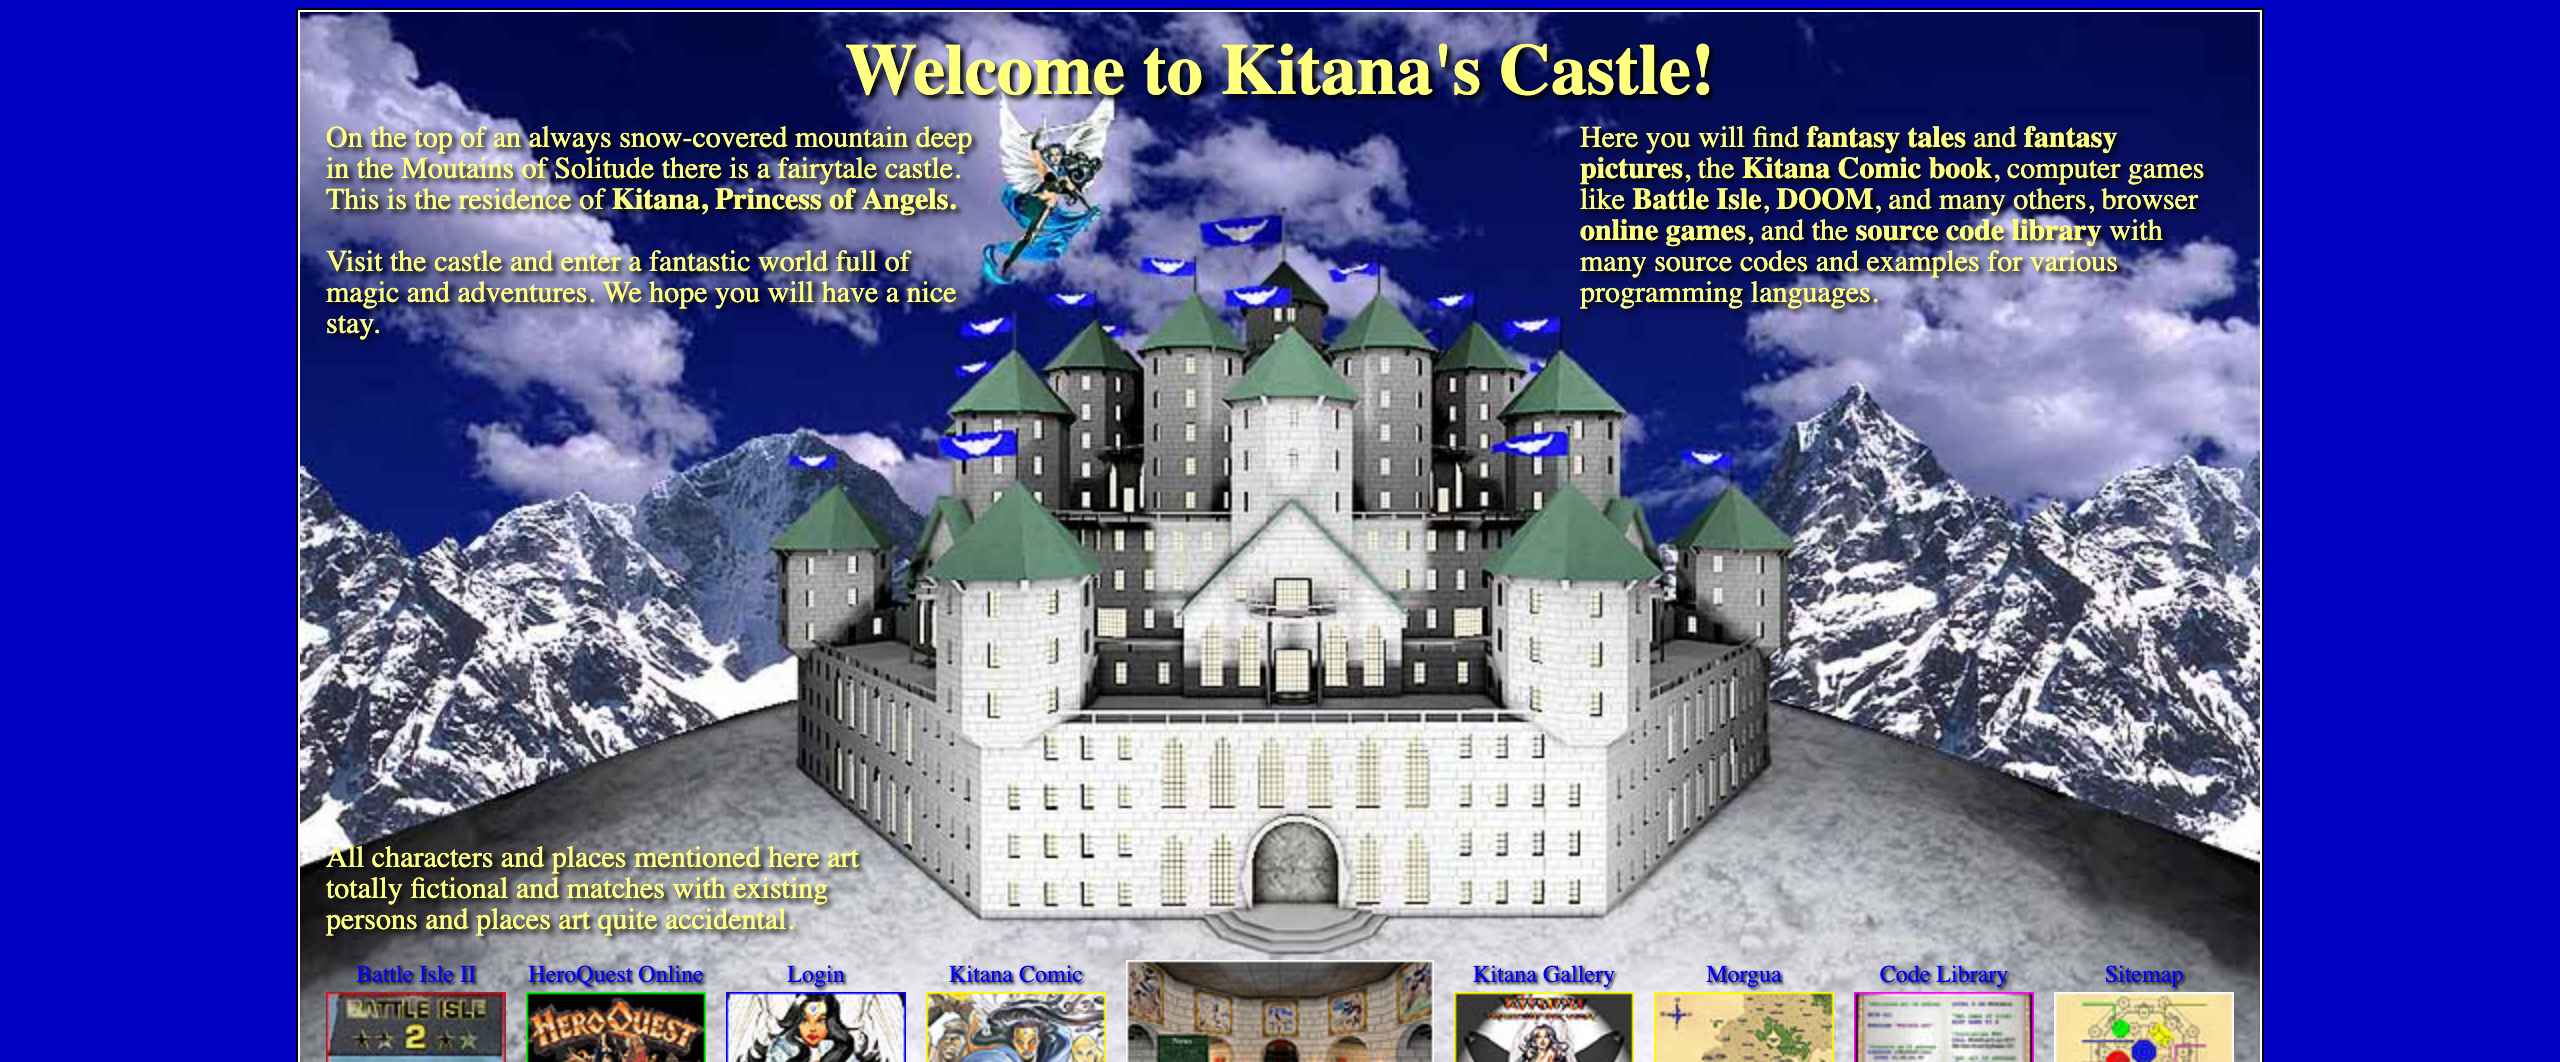 Welcome to Kitana's Castle!
On the top of an always snow-covered mountain deep
in the Moutains of Solitude there is a fairytale castle.
This is the residence of Kitana, Princess of Angels.
Visit the castle and enter a fantastic world full of
magic and adventures. We hope you will have a nice
stay.
Here you will find fantasy tales and fantasy
pictures, the Kitana Comic book, computer games
like Battle Isle, DOOM, and many others, browser
online games, and the source code library with
many source codes and examples for various
programming languages.
All characters and places mentioned here art
totally fictional and matches with existing
persons and places art quite accidental.
Battle Isle II
HeroQuest Online
Login
Kitana Comic
Kitana Gallery
Morgua
Code Library
Sitemap
BATTLE ISLE
2
HEROQUEST
News